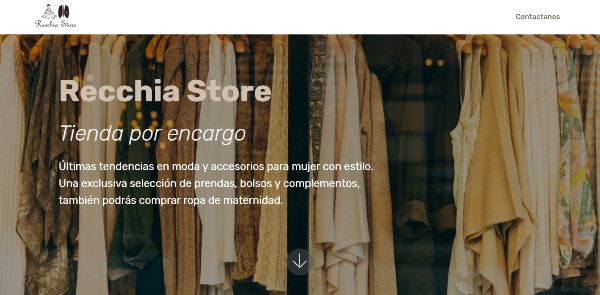 Recchia Store
Contactanos
Recchia Store
Tienda por encargo
Últimas tendencias en moda y accesorios para mujer con estilo.
Una exclusiva selección de prendas, bolsos y complementos,
también podrás comprar ropa de maternidad.